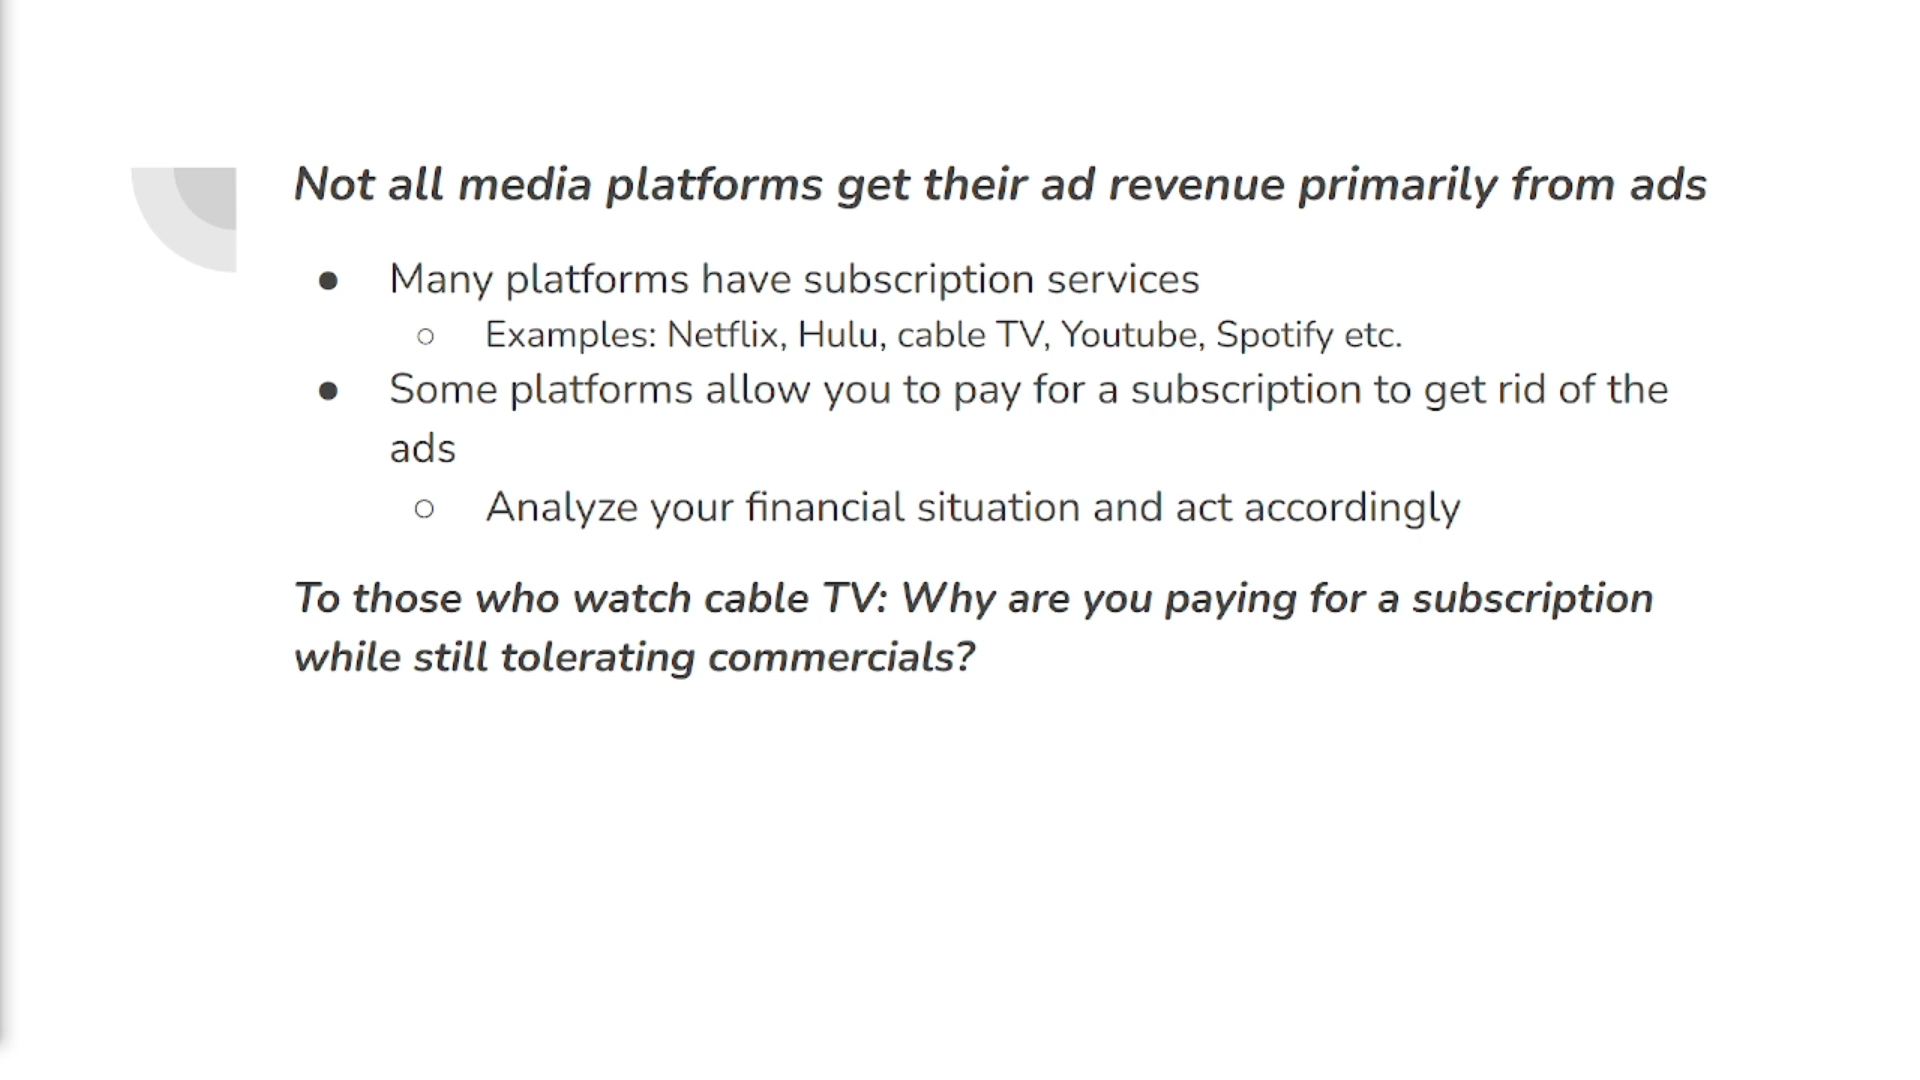 Not all media platforms get their ad revenue primarily from ads
● Many platforms have subscription services
○ Examples: Netflix, Hulu, cable TV, Youtube, Spotify etc.
● Some platforms allow you to pay for a subscription to get rid of the
ads
○ Analyze your financial situation and act accordingly
To those who watch cable TV: Why are you paying for a subscription
while still tolerating commercials?